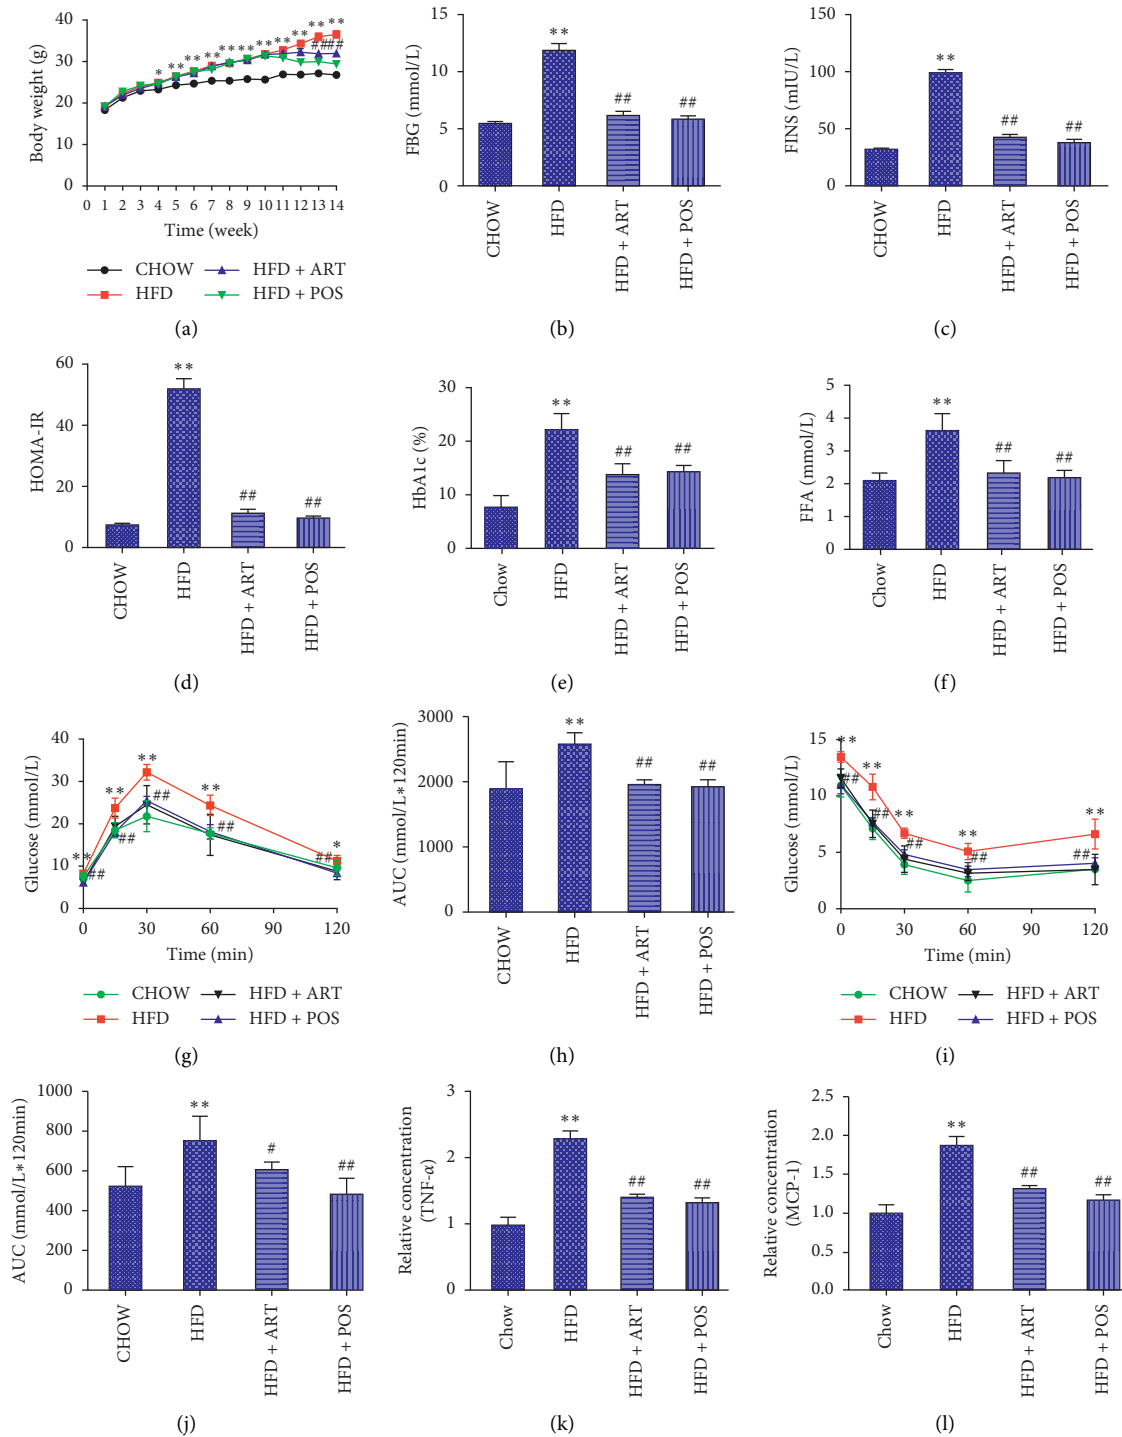 40
30
20
10
0
Body weight (g)
* ** ** ** ** ** ** ** ** ** **
## ##
0 1 2 3 4 5 6 7 8 9 10 11 12 13 14
Time (week)
CHOW
HFD + ART
HFD
HFD + POS
(a)
15
10
5
0
FBG (mmol/L)
**
##
##
CHOW
HFD
HFD + ART
HFD + POS
(b)
150
100
50
0
FINS (mIU/L)
**
##
##
CHOW
HFD
HFD + ART
HFD + POS
(c)
60
40
20
0
HOMA-IR
**
##
##
CHOW
HFD
HFD + ART
HFD + POS
(d)
30
20
10
0
HbA1c (%)
**
##
##
Chow
HFD
HFD + ART
HFD + POS
(e)
5
4
3
2
1
0
FFA (mmol/L)
**
##
##
Chow
HFD
HFD + ART
HFD + POS
(f)
40
30
20
10
0
Glucose (mmol/L)
** ** ** ** *
## ## ## ## ##
0 30 60 90 120
Time (min)
CHOW
HFD + ART
HFD
HFD + POS
(g)
3000
2000
1000
0
AUC (mmol/L*120min)
**
##
##
CHOW
HFD
HFD + ART
HFD + POS
(h)
15
10
5
0
Glucose (mmol/L)
** ** ** ** **
## ## ## ## ##
0 30 60 90 120
Time (min)
CHOW
HFD + ART
HFD
HFD + POS
(i)
1000
800
600
400
200
0
AUC (mmol/L*120min)
**
#
##
CHOW
HFD
HFD + ART
HFD + POS
(j)
3
2
1
0
Relative concentration
(TNF-α)
**
##
##
Chow
HFD
HFD + ART
HFD + POS
(k)
2.5
2.0
1.5
1.0
0.5
0.0
Relative concentration
(MCP-1)
**
##
##
Chow
HFD
HFD + ART
HFD + POS
(l)